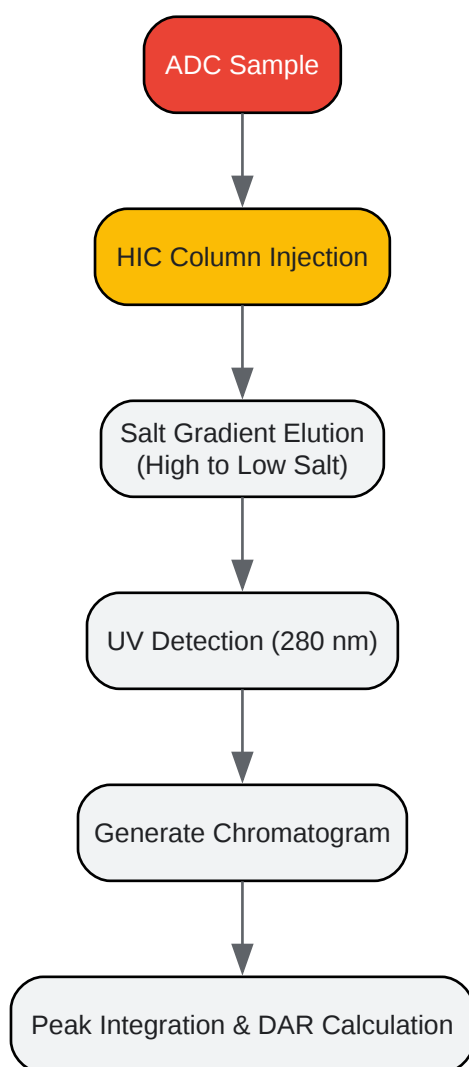 ADC Sample
HIC Column Injection
Salt Gradient Elution
(High to Low Salt)
UV Detection (280 nm)
Generate Chromatogram
Peak Integration & DAR Calculation